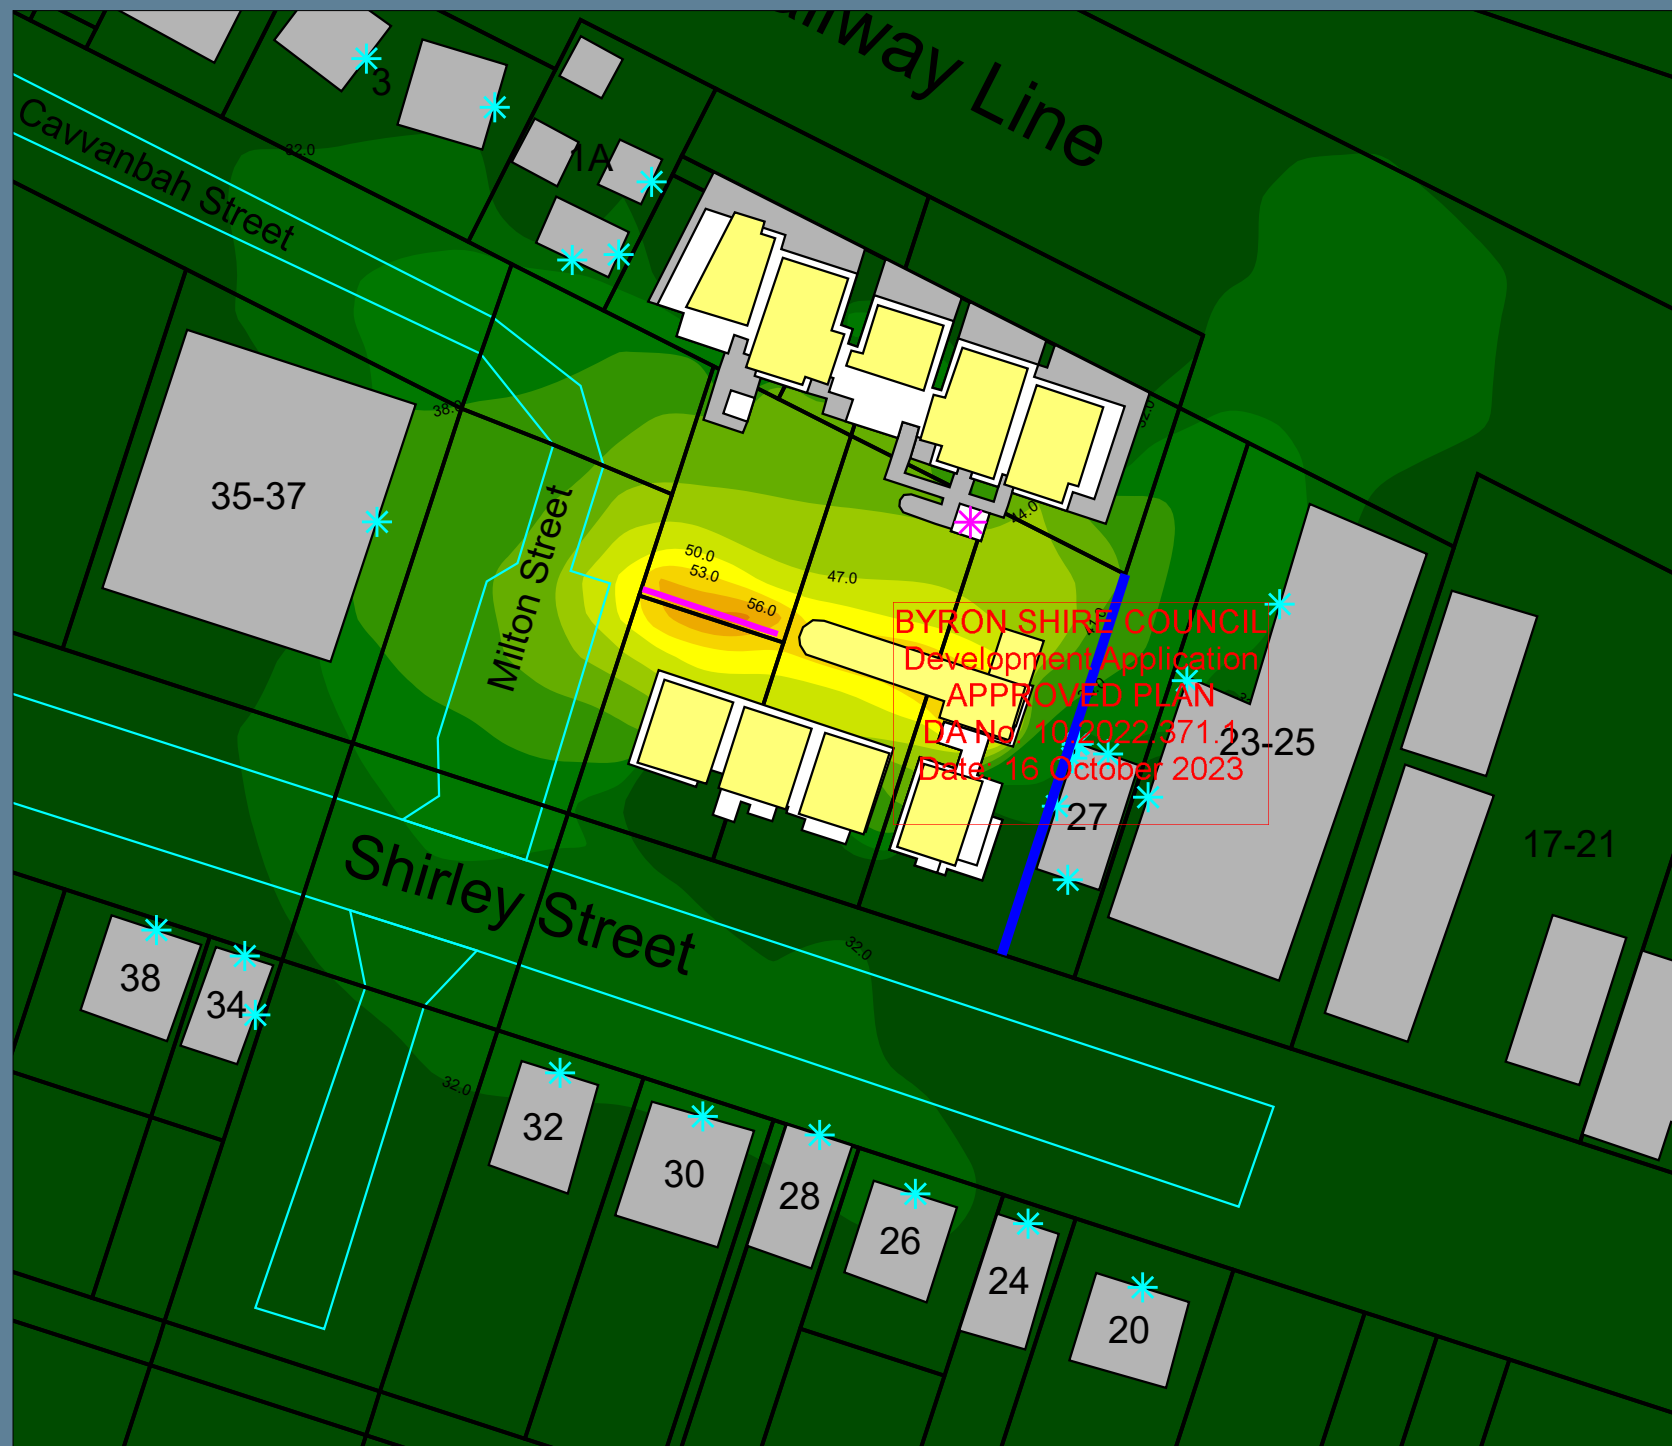 ailway Line
3
1A
Cavvanbah Street
32.0
32.0
38.0
35-37
44.0
50.0
53.0
47.0
56.0
Milton Street
BYRON SHIRE COUNCIL
Development Application
APPROVED PLAN
DA No: 10.2022.371.1
Date: 16 October 2023
23-25
27
17-21
Shirley Street
32.0
38
34
32.0
32
30
28
26
24
20